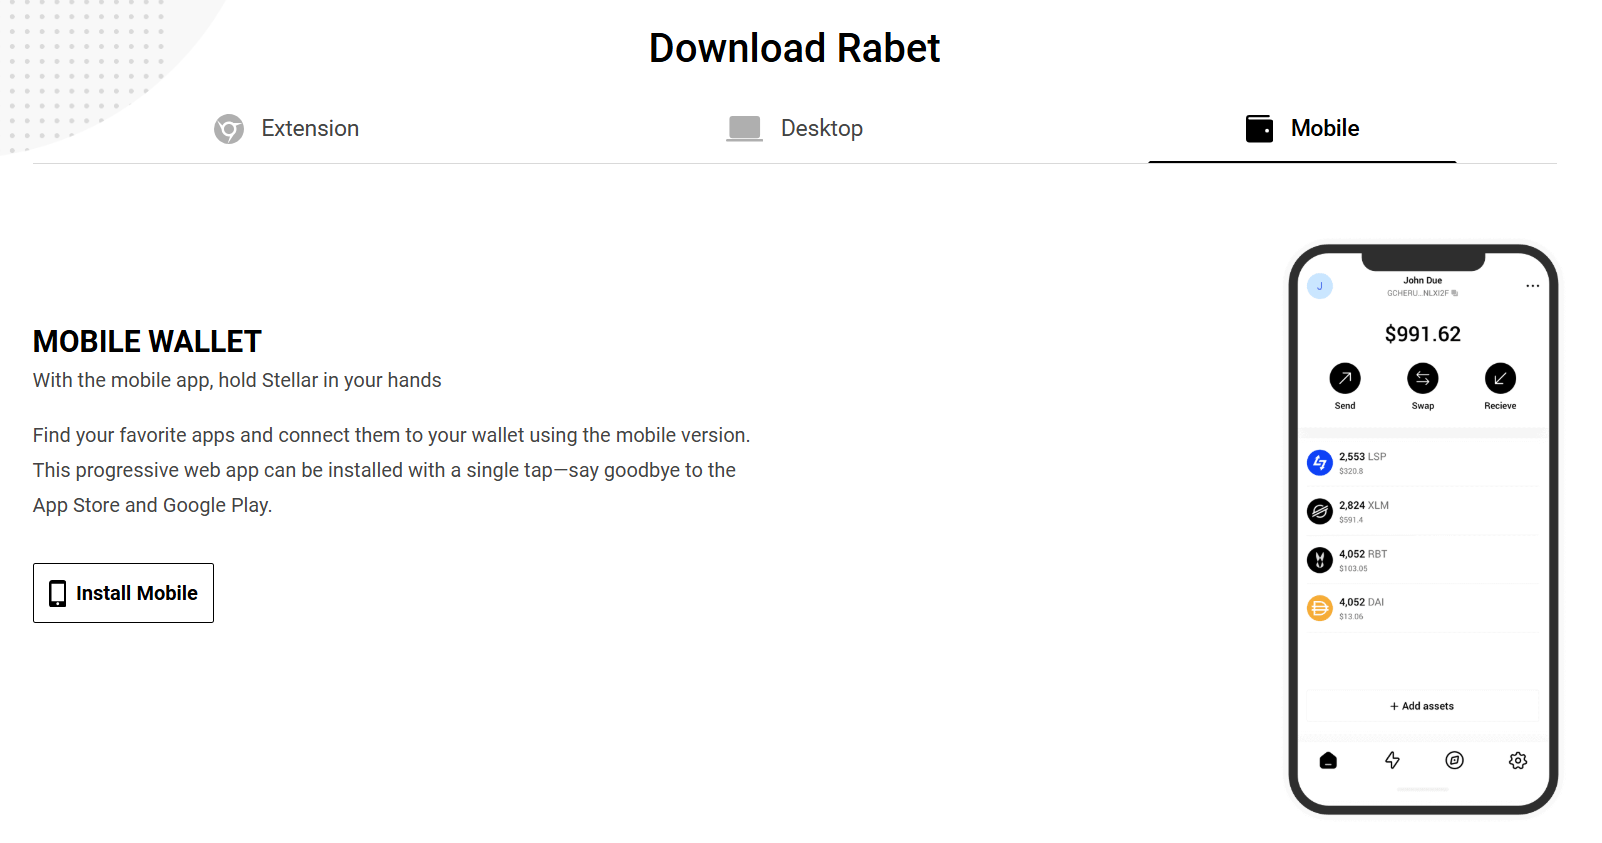 Download Rabet
Extension
Desktop
Mobile
MOBILE WALLET
With the mobile app, hold Stellar in your hands
Find your favorite apps and connect them to your wallet using the mobile version.
This progressive web app can be installed with a single tap—say goodbye to the
App Store and Google Play.
Install Mobile
J
John Due
GCHERU...NLXI2F
$991.62
Send
Swap
Recieve
2,553 LSP
$320.8
2,824 XLM
$591.4
4,052 RBT
$103.05
4,052 DAI
$13.06
+ Add assets